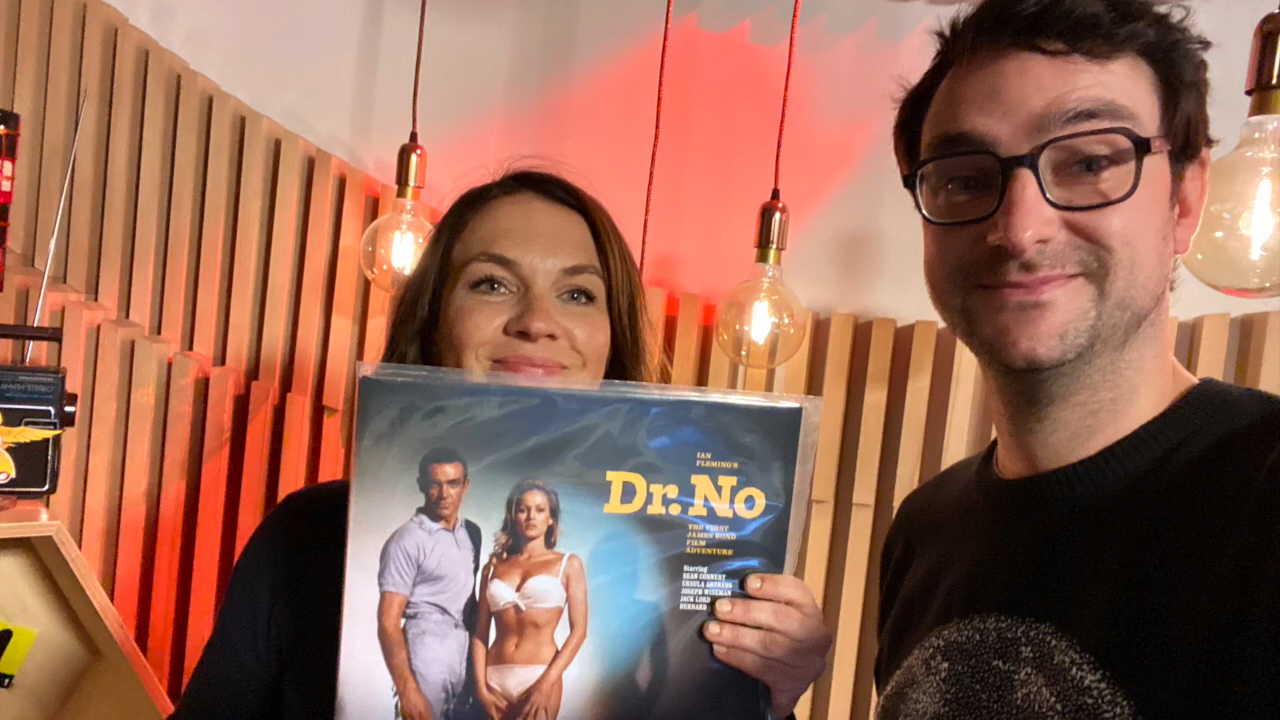 IAN
FLEMING'S
Dr. No
THE FIRST
JAMES BOND
FILM
ADVENTURE
Starring
SEAN CONNERY
URSULA ANDRESS
JOSEPH WISEMAN
JACK LORD
BERNARD